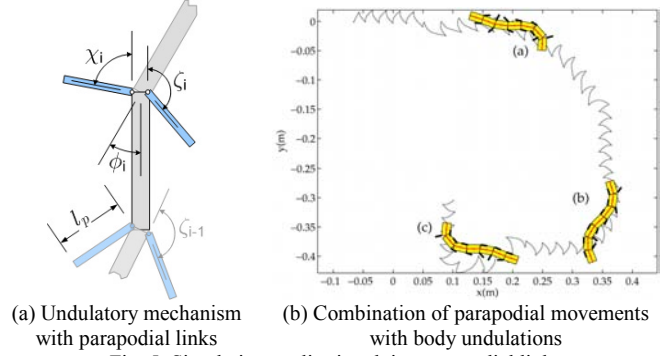 χi
ζi
ϕi
lp
ζi-1
0
−0.05
−0.1
−0.15
−0.2
−0.25
−0.3
−0.35
−0.4
y(m)
(a)
(b)
(c)
−0.1 −0.05 0 0.05 0.1 0.15 0.2 0.25 0.3 0.35 0.4
x(m)
(a) Undulatory mechanism
with parapodial links
(b) Combination of parapodial movements
with body undulations